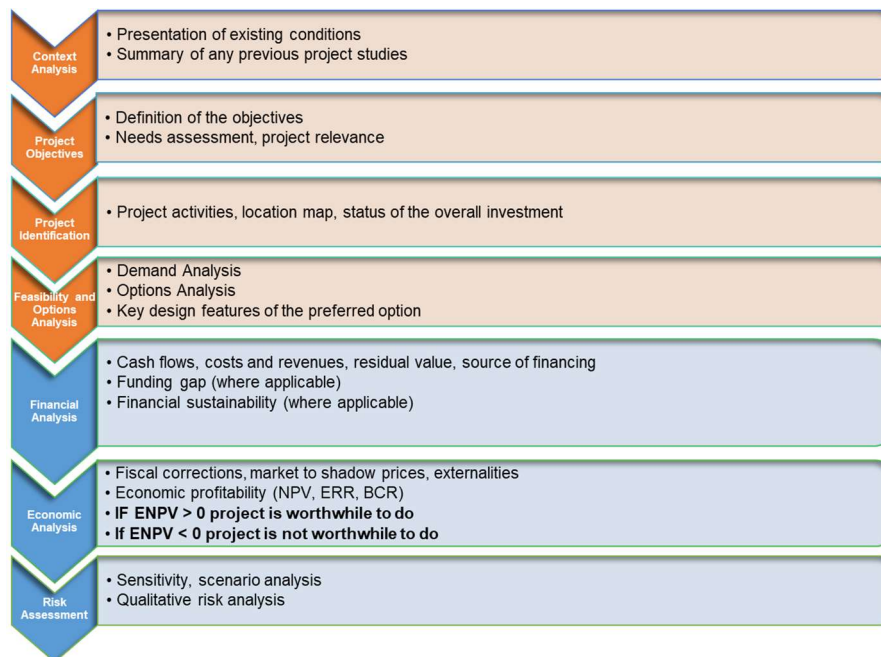 Context
Analysis
• Presentation of existing conditions
• Summary of any previous project studies
Project
Objectives
• Definition of the objectives
• Needs assessment, project relevance
Project
Identification
• Project activities, location map, status of the overall investment
Feasibility and
Options
Analysis
• Demand Analysis
• Options Analysis
• Key design features of the preferred option
Financial
Analysis
• Cash flows, costs and revenues, residual value, source of financing
• Funding gap (where applicable)
• Financial sustainability (where applicable)
Economic
Analysis
• Fiscal corrections, market to shadow prices, externalities
• Economic profitability (NPV, ERR, BCR)
• IF ENPV > 0 project is worthwhile to do
• If ENPV < 0 project is not worthwhile to do
Risk
Assessment
• Sensitivity, scenario analysis
• Qualitative risk analysis